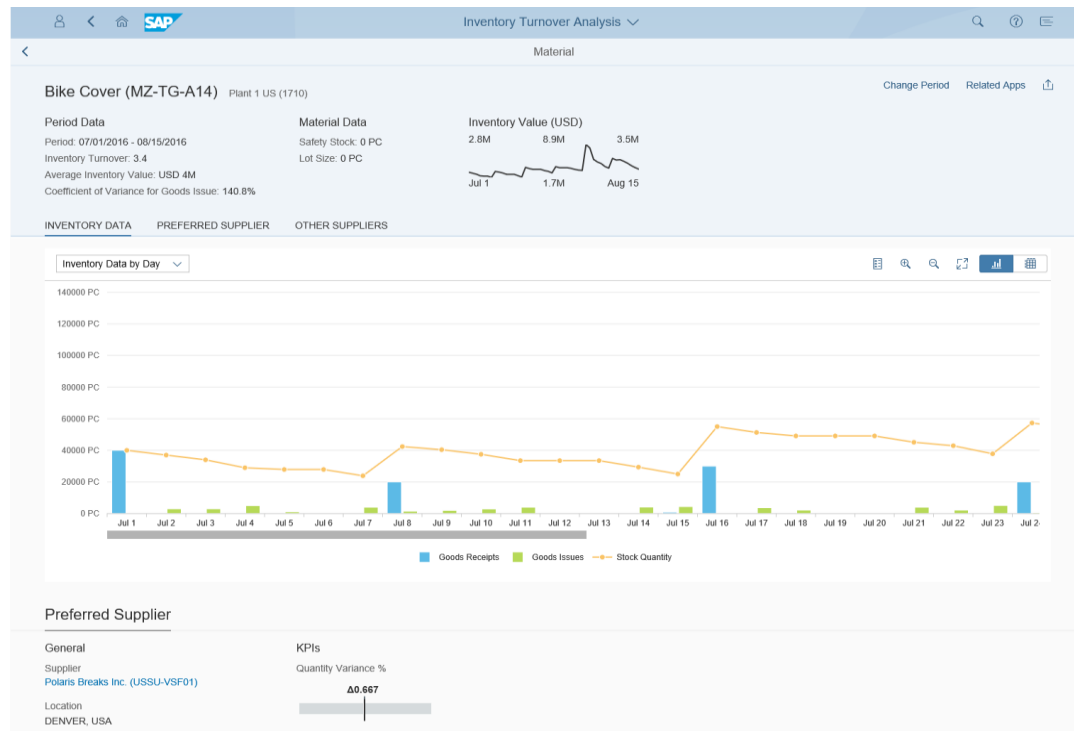 SAP
Inventory Turnover Analysis
Material
Bike Cover (MZ-TG-A14) Plant 1 US (1710)
Change Period Related Apps
Period Data
Period: 07/01/2016 - 08/15/2016
Inventory Turnover: 3.4
Average Inventory Value: USD 4M
Coefficient of Variance for Goods Issue: 140.8%
Material Data
Safety Stock: 0 PC
Lot Size: 0 PC
Inventory Value (USD)
2.8M 8.9M 3.5M
Jul 1 1.7M Aug 15
INVENTORY DATA PREFERRED SUPPLIER OTHER SUPPLIERS
Inventory Data by Day
140000 PC
120000 PC
100000 PC
80000 PC
60000 PC
40000 PC
20000 PC
0 PC
Jul 1 Jul 2 Jul 3 Jul 4 Jul 5 Jul 6 Jul 7 Jul 8 Jul 9 Jul 10 Jul 11 Jul 12 Jul 13 Jul 14 Jul 15 Jul 16 Jul 17 Jul 18 Jul 19 Jul 20 Jul 21 Jul 22 Jul 23 Jul 2
Goods Receipts Goods Issues Stock Quantity
Preferred Supplier
General
Supplier
Polaris Breaks Inc. (USSU-VSF01)
Location
DENVER, USA
KPIs
Quantity Variance %
Δ0.667